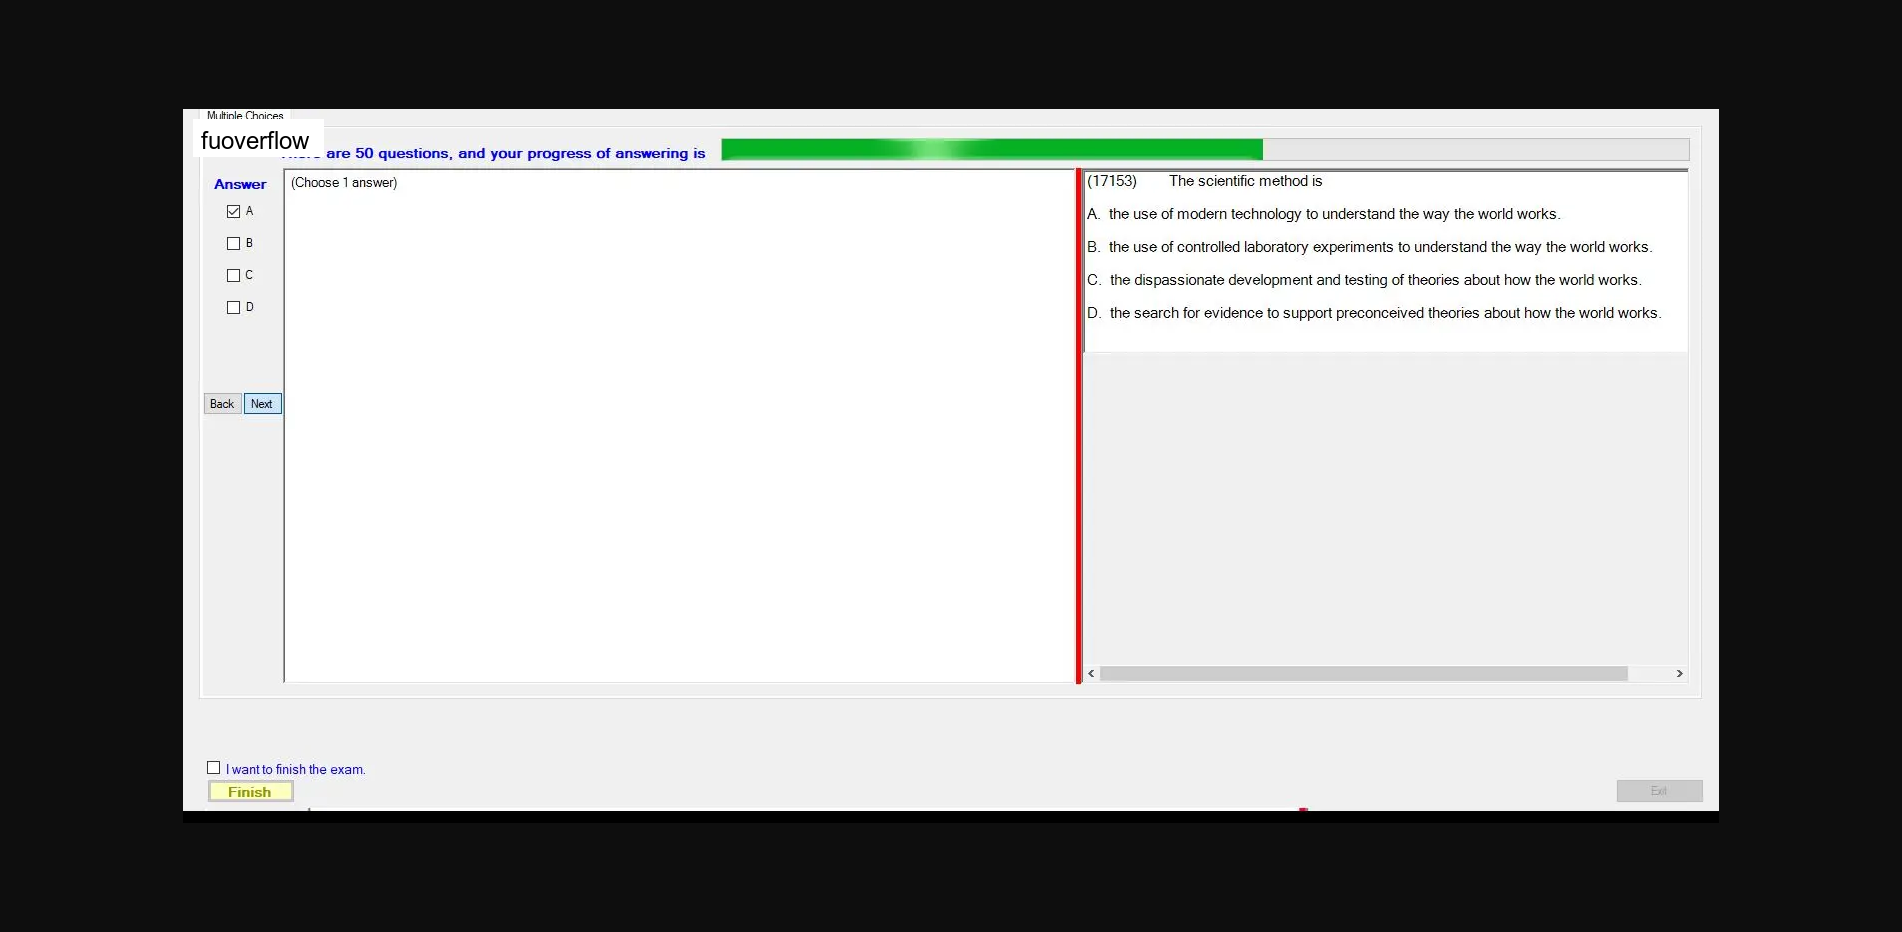 Multiple Choices
fuoverflow
are 50 questions, and your progress of answering is
Answer
(Choose 1 answer)
A
B
C
D
Back
Next
(17153) The scientific method is
A. the use of modern technology to understand the way the world works.
B. the use of controlled laboratory experiments to understand the way the world works.
C. the dispassionate development and testing of theories about how the world works.
D. the search for evidence to support preconceived theories about how the world works.
I want to finish the exam.
Finish
Exit